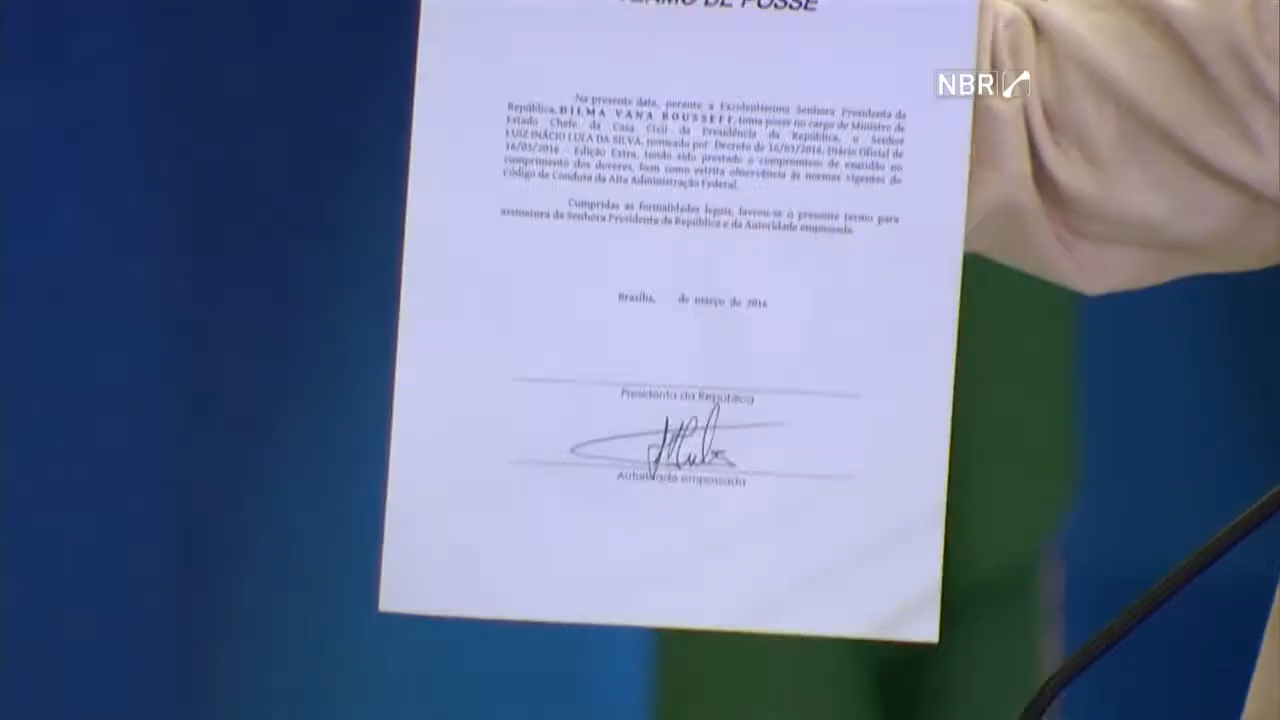 TERMO DE POSSE
NBR
Na presente data, perante a Excelentíssima Senhora Presidenta da
República, DILMA VANA ROUSSEFF, toma posse no cargo de Ministro de
Estado Chefe da Casa Civil da Presidência da República, o Senhor
LUIZ INÁCIO LULA DA SILVA, nomeado por Decreto de 16/03/2016, Diário Oficial de
16/03/2016 - Edição Extra, tendo sido prestado o compromisso de exatidão no
cumprimento dos deveres, bem como estrita observância às normas vigentes do
Código de Conduta da Alta Administração Federal.
Cumpridas as formalidades legais, lavrou-se o presente termo para
assinatura da Senhora Presidenta da República e da Autoridade empossada.
Brasília, de março de 2016
Presidenta da República
Autoridade empossada